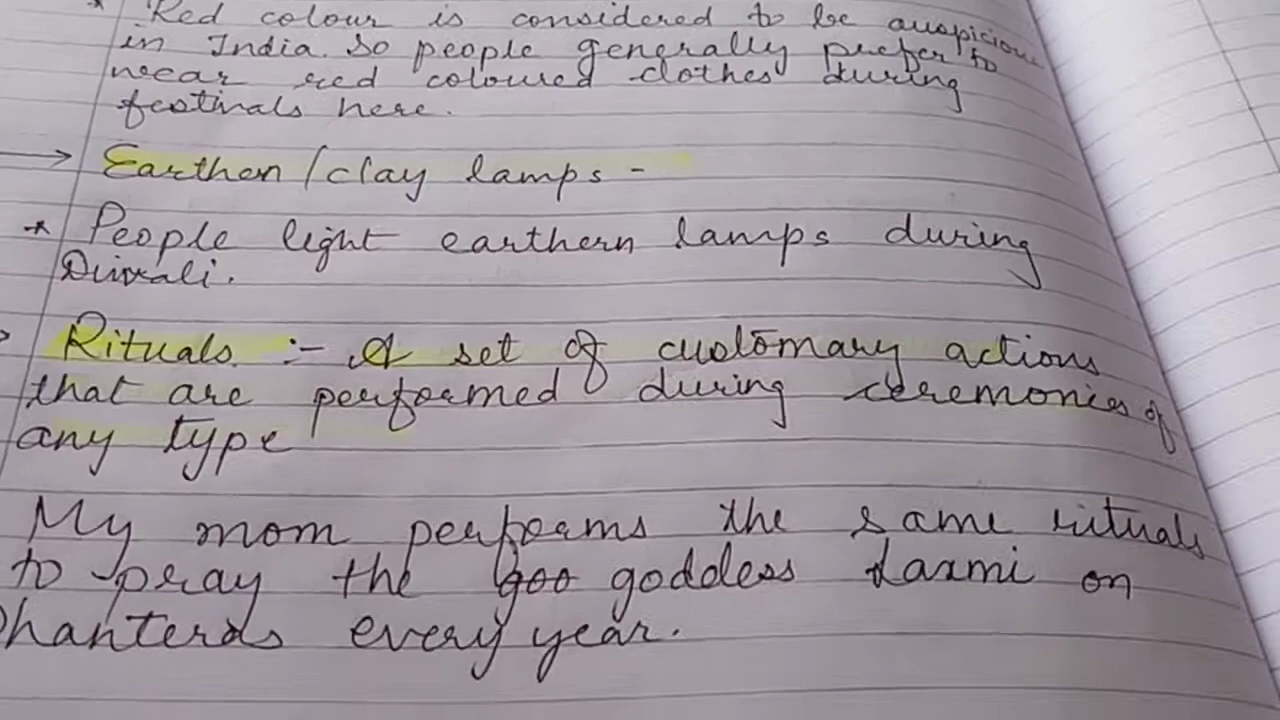 * Red colour is considered to be auspicious
in India. So people generally prefer to
wear red coloured clothes during
festivals here.
→ Earthen/clay lamps -
* People light earthern lamps during
Diwali.
Rituals :- A set of customary actions
that are performed during ceremonies of
any type
My mom performs the same rituals
to pray the goo goddess Laxmi on
Dhanteras every year.